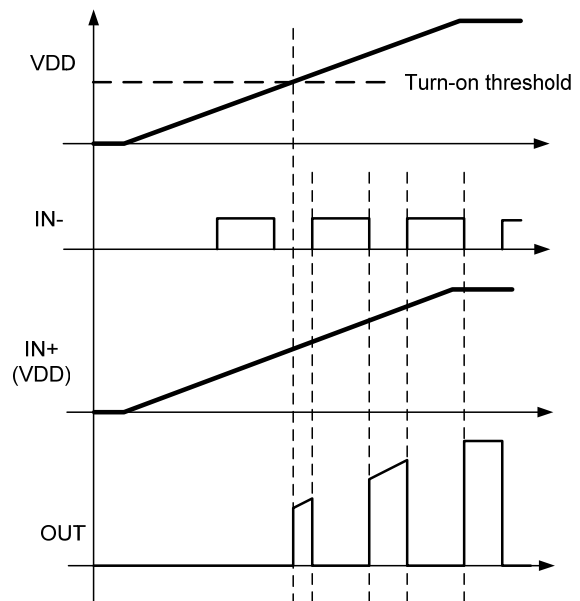 VDD
Turn-on threshold
IN-
IN+
(VDD)
OUT